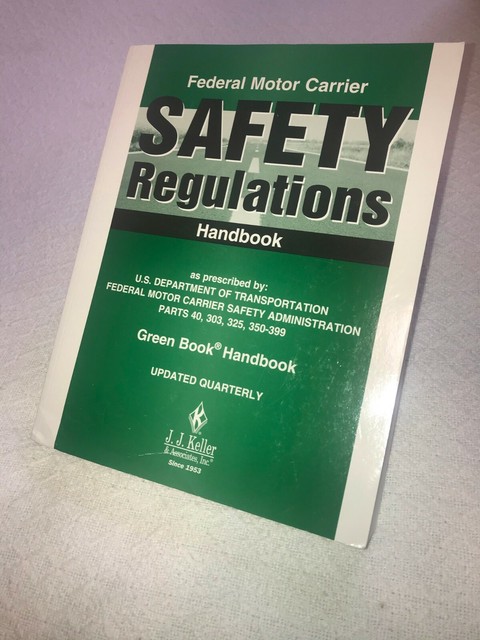 Federal Motor Carrier
SAFETY
Regulations
Handbook
as prescribed by:
U.S. DEPARTMENT OF TRANSPORTATION
FEDERAL MOTOR CARRIER SAFETY ADMINISTRATION
PARTS 40, 303, 325, 350-399
Green Book® Handbook
UPDATED QUARTERLY
K
J. J. Keller
& Associates, Inc.®
Since 1953